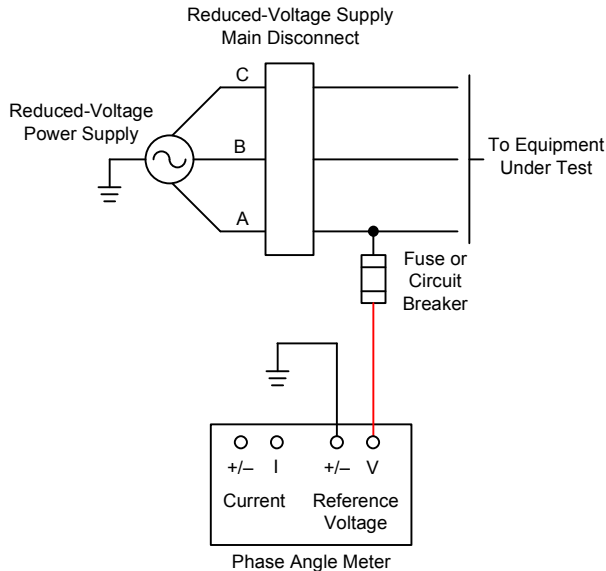 Reduced-Voltage Supply
Main Disconnect
C
Reduced-Voltage
Power Supply
B
To Equipment
Under Test
A
Fuse or
Circuit
Breaker
+/– I +/– V
Current Reference
Voltage
Phase Angle Meter